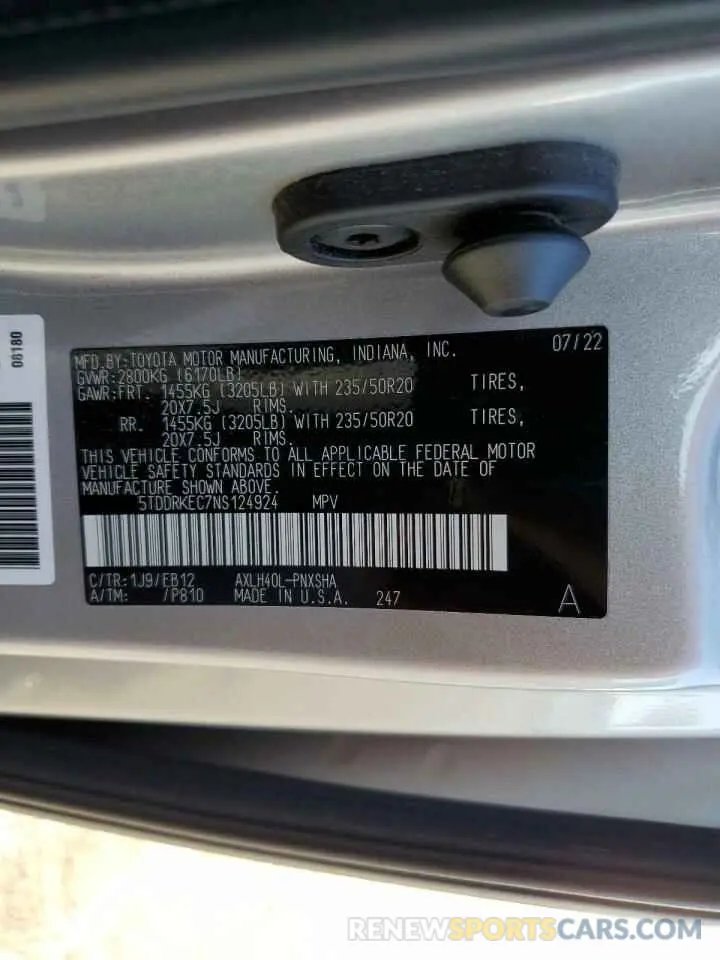 08180
MFD.BY:TOYOTA MOTOR MANUFACTURING, INDIANA, INC. 07/22
GVWR:2800KG (6170LB)
GAWR:FRT. 1455KG (3205LB) WITH 235/50R20 TIRES,
20X7.5J RIMS.
RR. 1455KG (3205LB) WITH 235/50R20 TIRES,
20X7.5J RIMS.
THIS VEHICLE CONFORMS TO ALL APPLICABLE FEDERAL MOTOR
VEHICLE SAFETY STANDARDS IN EFFECT ON THE DATE OF
MANUFACTURE SHOWN ABOVE.
5TDDRKEC7NS124924 MPV
C/TR:1J9/EB12 AXLH40L-PNXSHA
A/TM: /P810 MADE IN U.S.A. 247 A
RENEWSPORTSCARS.COM